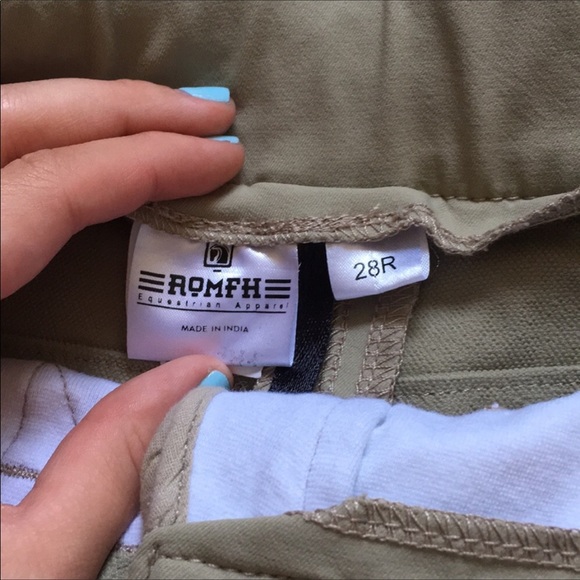 ROMFH
Equestrian Apparel
MADE IN INDIA
28R